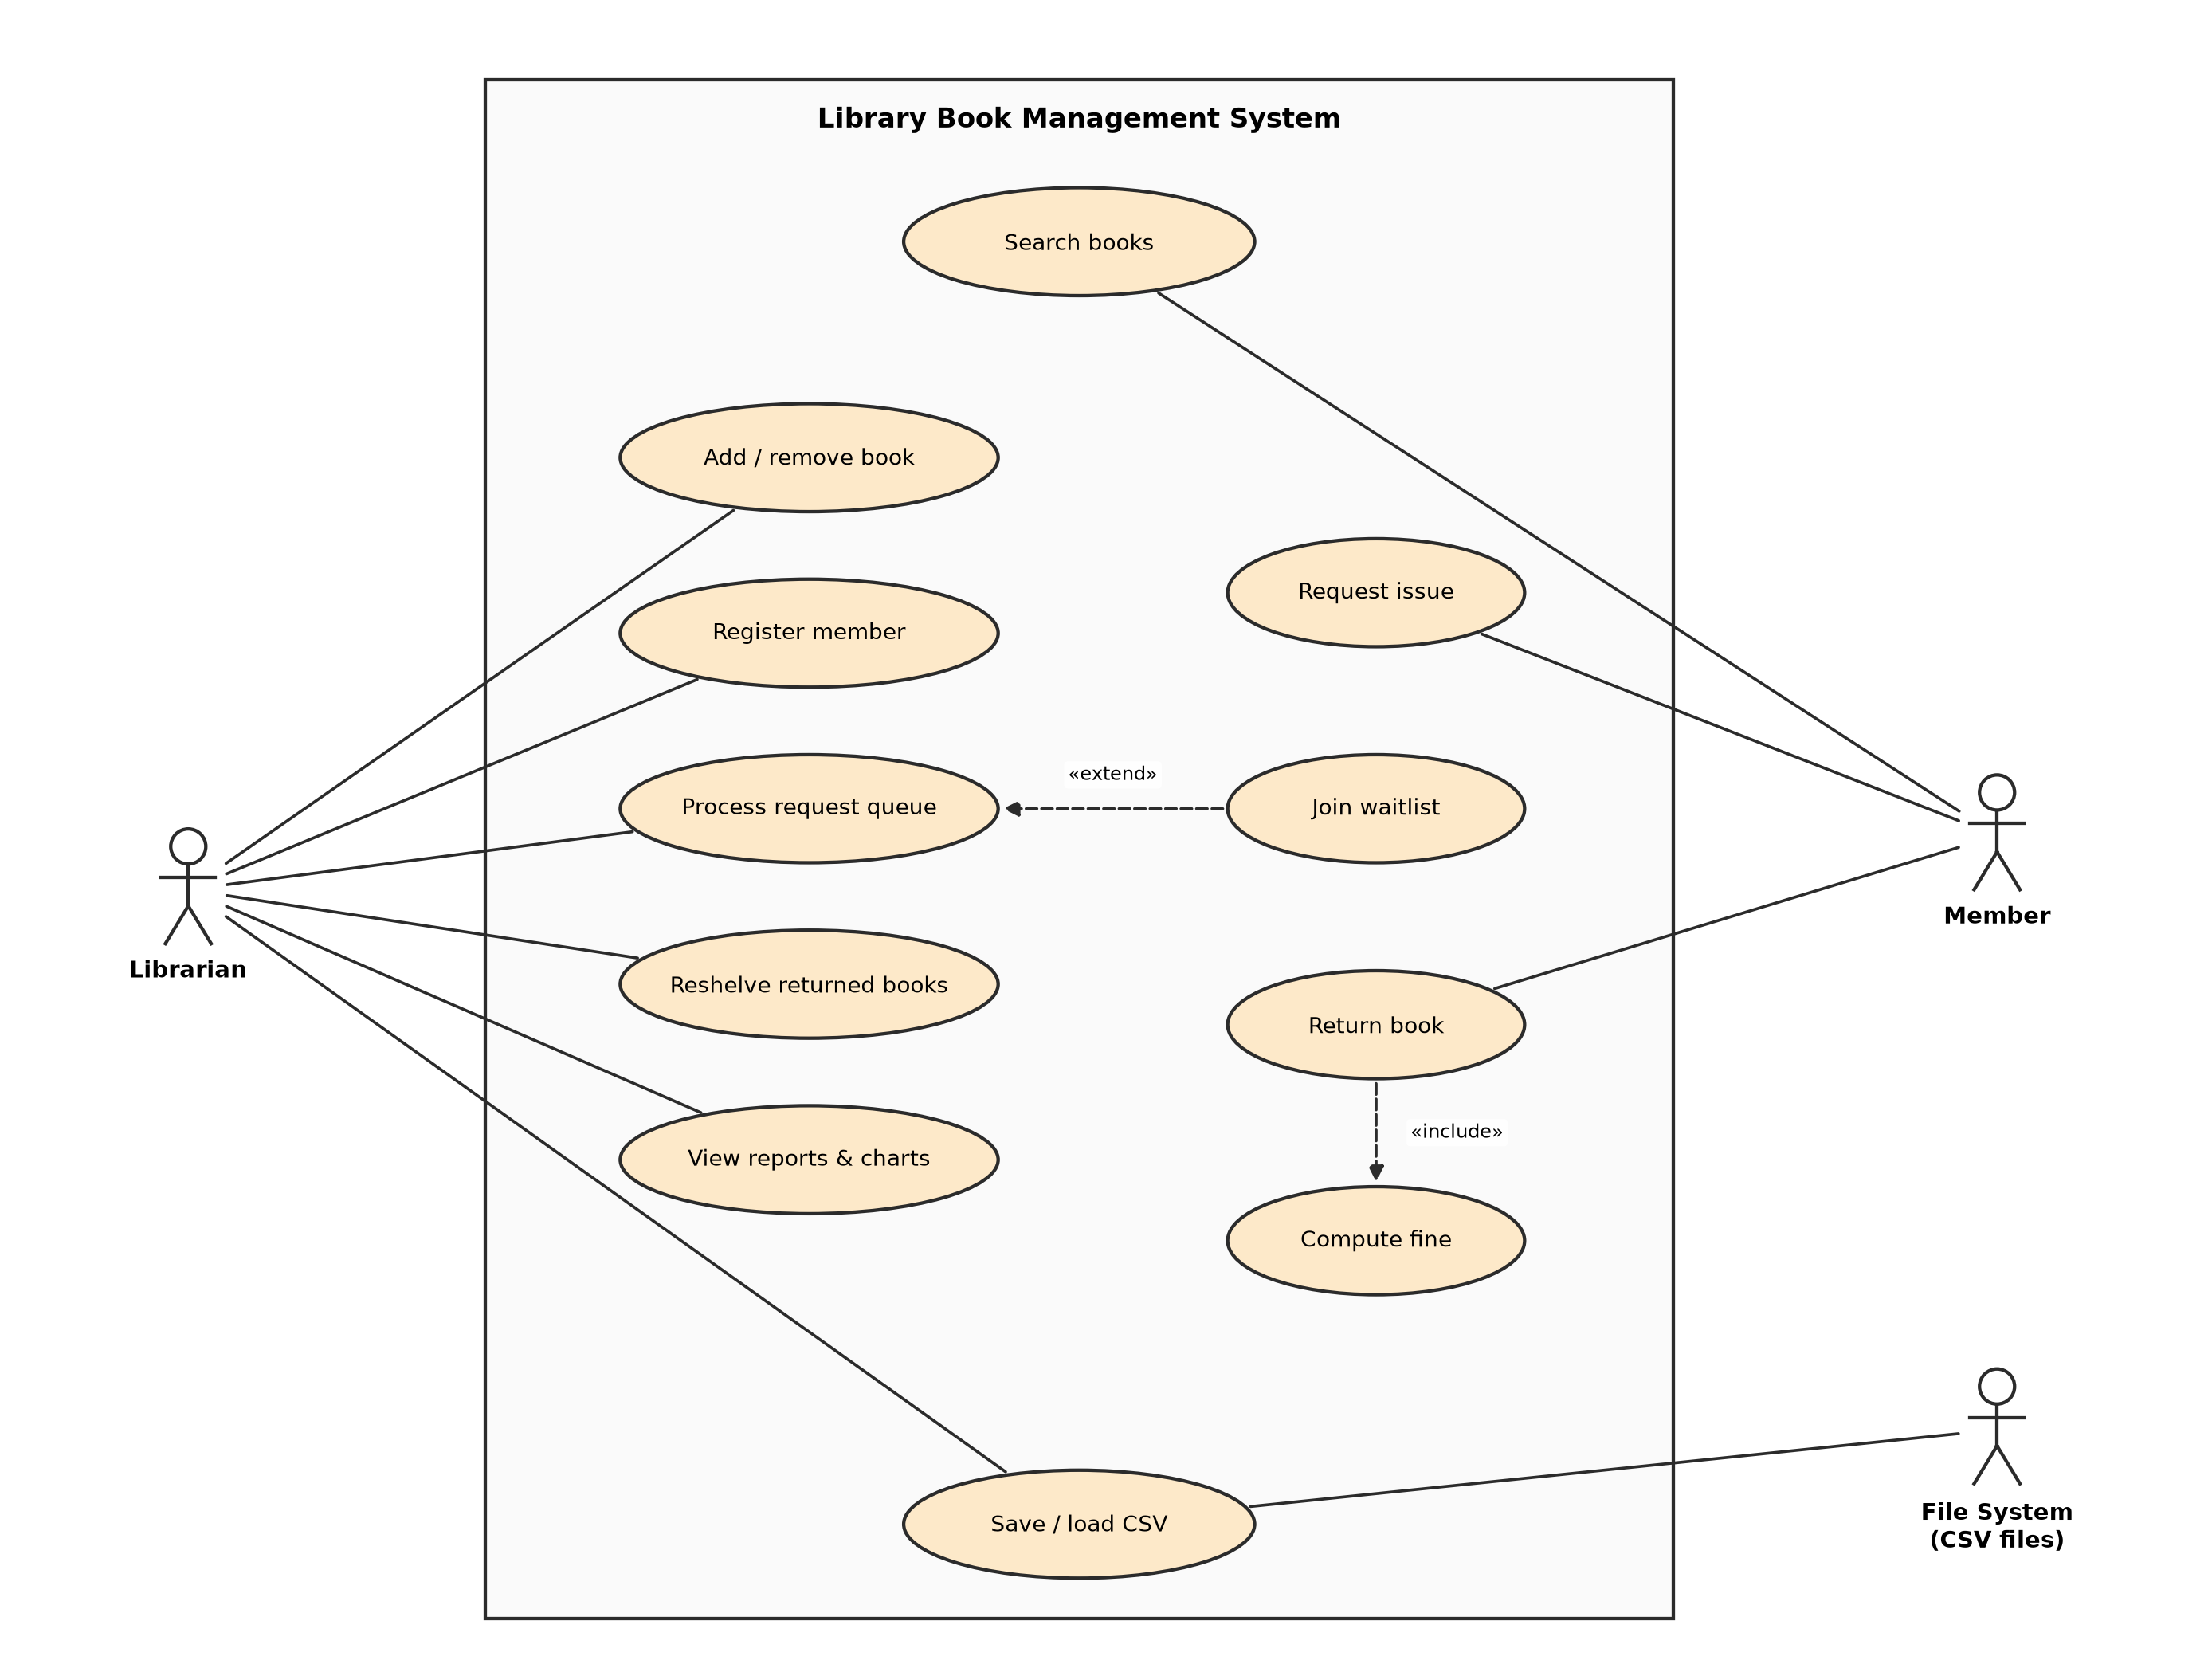 Library Book Management System
Search books
Add / remove book
Request issue
Register member
«extend»
Process request queue
Join waitlist
Member
Librarian
Reshelve returned books
Return book
«include»
View reports & charts
Compute fine
File System
(CSV files)
Save / load CSV